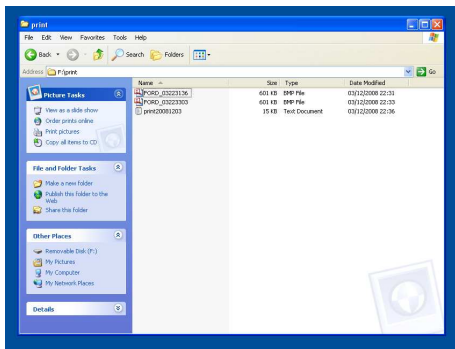 print
File Edit View Favorites Tools Help
Back Search Folders
Address F:\print Go
Name Size Type Date Modified
FORD_03223136 601 KB BMP File 03/12/2008 22:31
FORD_03223303 601 KB BMP File 03/12/2008 22:33
print20081203 15 KB Text Document 03/12/2008 22:36
Picture Tasks
View as a slide show
Order prints online
Print pictures
Copy all items to CD
File and Folder Tasks
Make a new folder
Publish this folder to the
Web
Share this folder
Other Places
Removable Disk (F:)
My Pictures
My Computer
My Network Places
Details